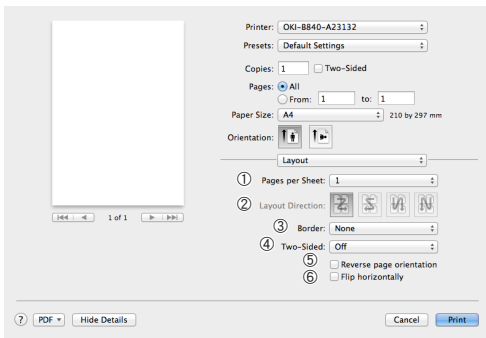 Printer: OKI-B840-A23132
Presets: Default Settings
Copies: 1 Two-Sided
Pages: All
From: 1 to: 1
Paper Size: A4 210 by 297 mm
Orientation:
Layout
① Pages per Sheet: 1
② Layout Direction:
③ Border: None
④ Two-Sided: Off
⑤ Reverse page orientation
⑥ Flip horizontally
1 of 1
? PDF Hide Details Cancel Print